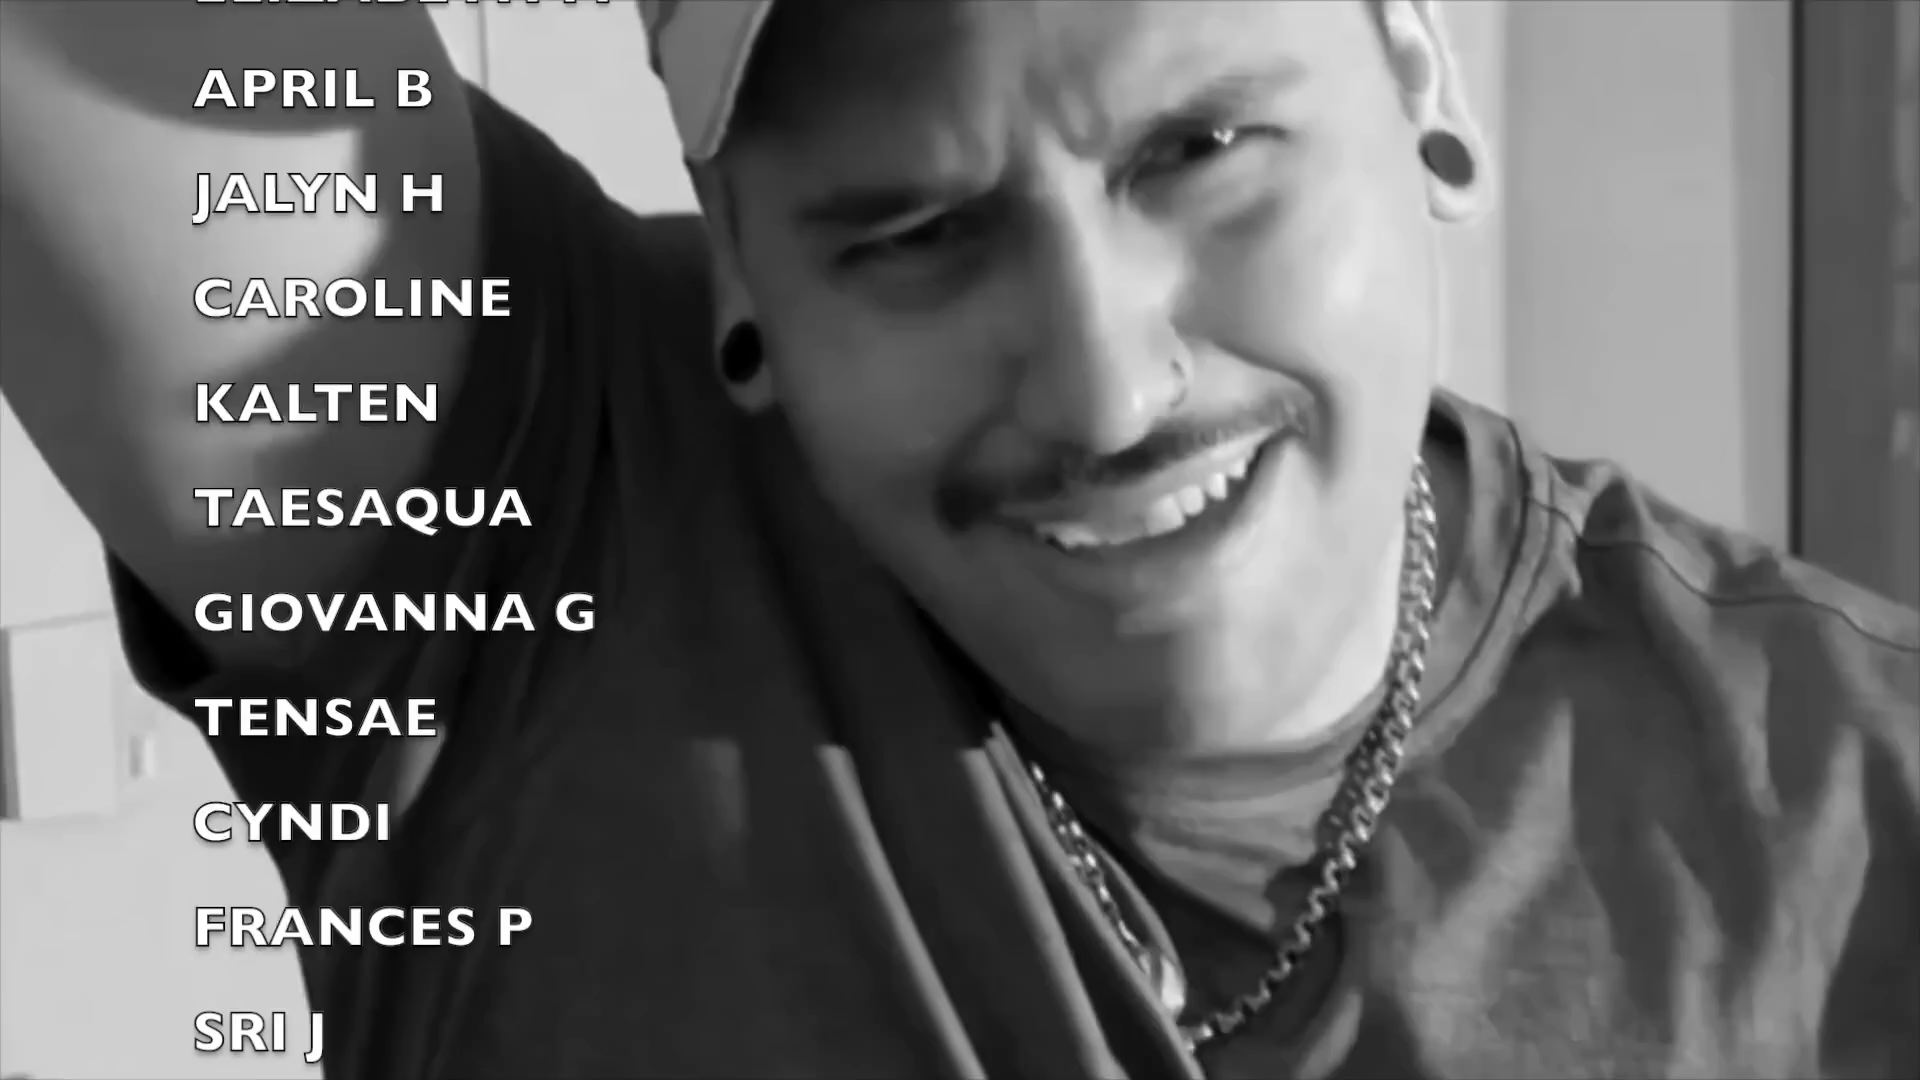 APRIL B
JALYN H
CAROLINE
KALTEN
TAESAQUA
GIOVANNA G
TENSAE
CYNDI
FRANCES P
SRI J